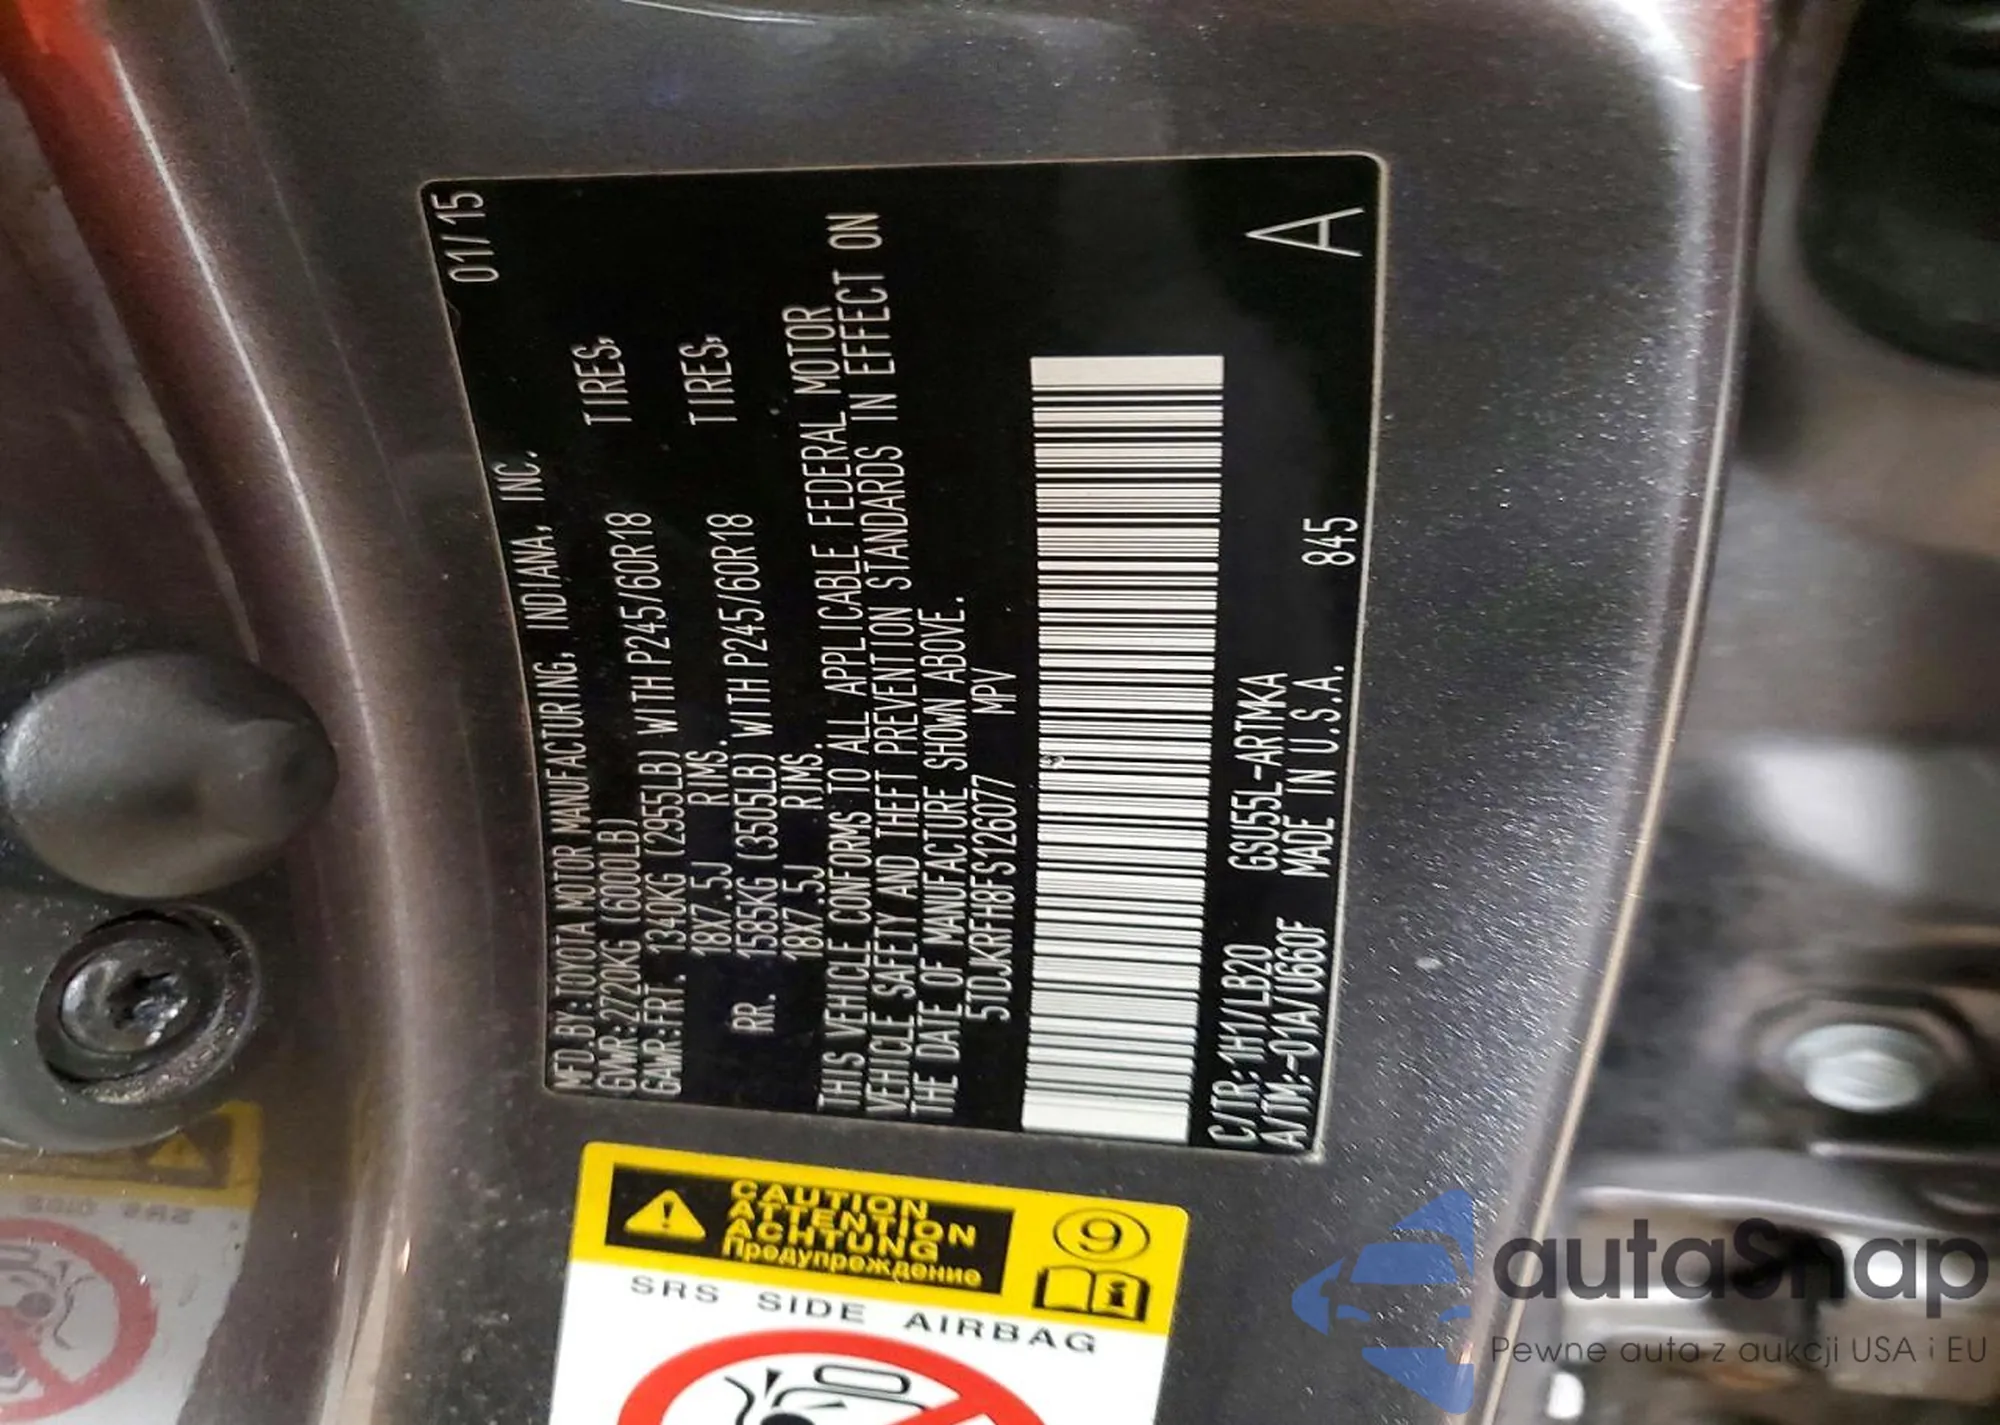 01/15
MFD.BY:TOYOTA MOTOR MANUFACTURING, INDIANA, INC.
GVWR:2720KG (6000LB)
GAWR:FRT. 1340KG (2955LB) WITH P245/60R18 TIRES,
18X7.5J RIMS.
RR. 1585KG (3505LB) WITH P245/60R18 TIRES,
18X7.5J RIMS.
THIS VEHICLE CONFORMS TO ALL APPLICABLE FEDERAL MOTOR
VEHICLE SAFETY AND THEFT PREVENTION STANDARDS IN EFFECT ON
THE DATE OF MANUFACTURE SHOWN ABOVE.
5TDJKRFH8FS126077 MPV
C/TR:1H1/LB20 GSU55L-ARTMKA
A/TM:-01A/U660F MADE IN U.S.A. 845
A
CAUTION
ATTENTION
ACHTUNG
Предупреждение
9
i
SRS SIDE AIRBAG
autaSnap
Pewne auta z aukcji USA i EU